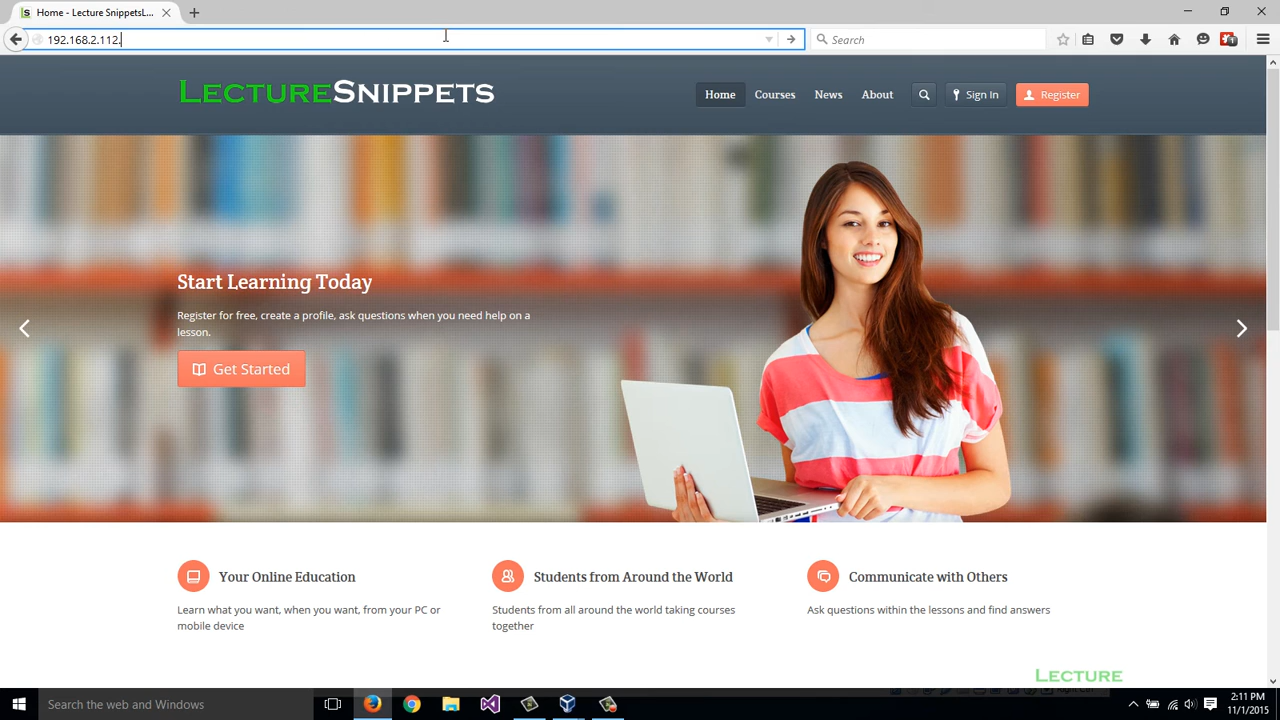 Home - Lecture SnippetsL...
192.168.2.112.
Search
1
LECTURESNIPPETS
Home
Courses
News
About
Sign In
Register
Start Learning Today
Register for free, create a profile, ask questions when you need help on a
lesson.
Get Started
Your Online Education
Learn what you want, when you want, from your PC or
mobile device
Students from Around the World
Students from all around the world taking courses
together
Communicate with Others
Ask questions within the lessons and find answers
LECTURE
Search the web and Windows
2:11 PM
11/1/2015